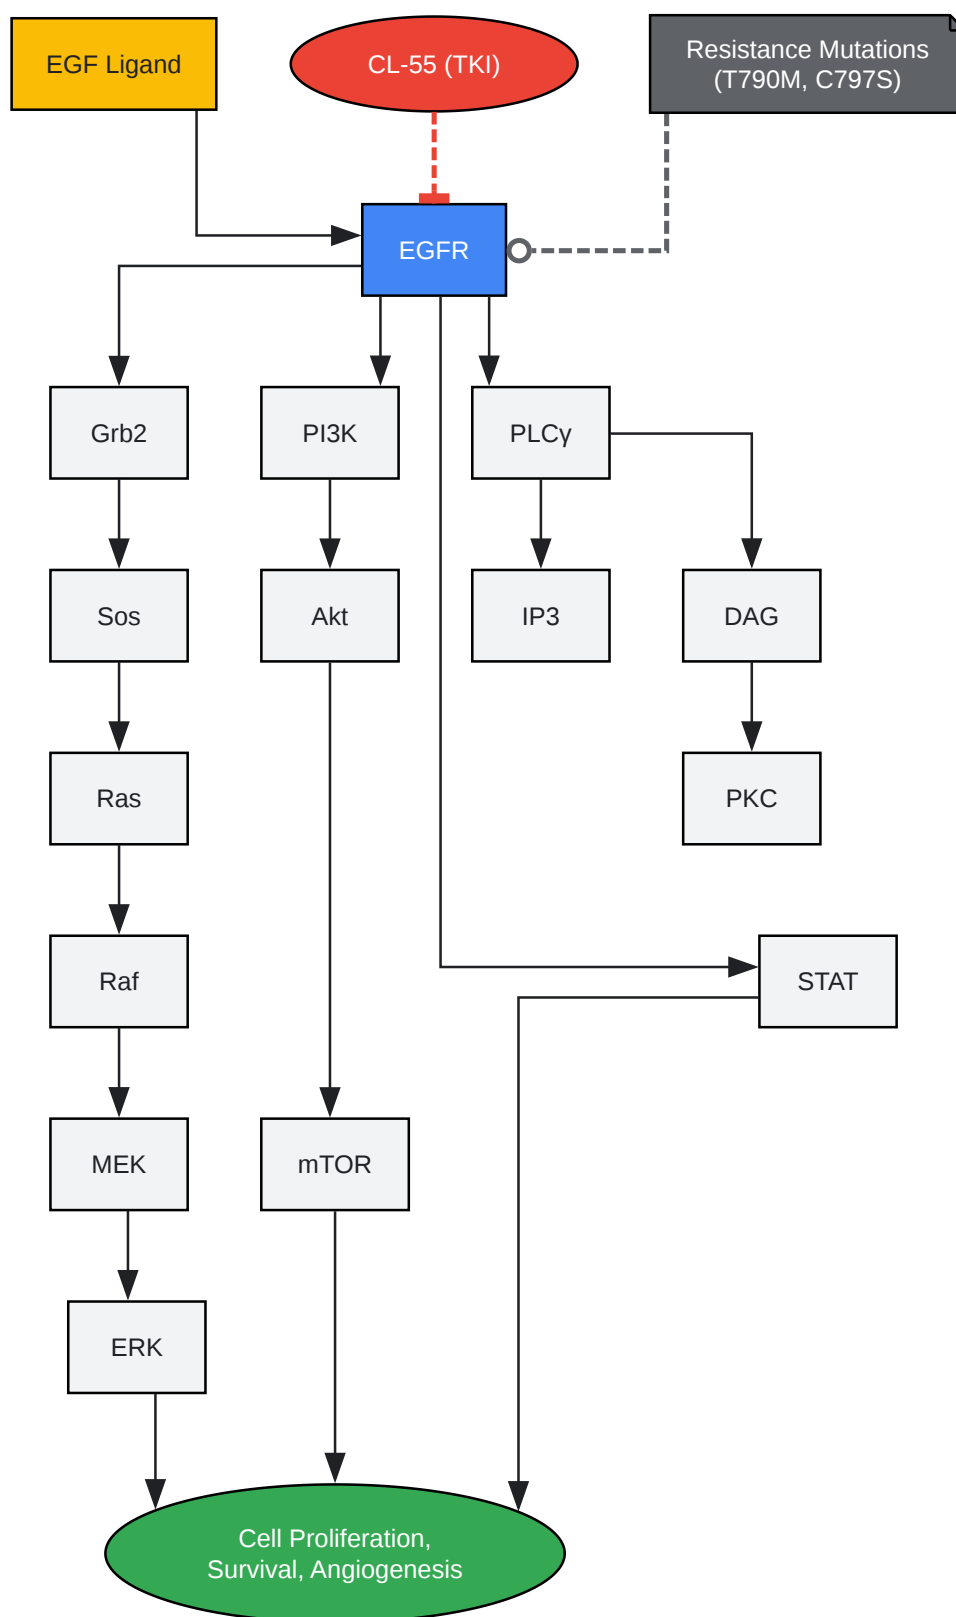 EGF Ligand
CL-55 (TKI)
Resistance Mutations
(T790M, C797S)
EGFR
Grb2
PI3K
PLCγ
Sos
Akt
IP3
DAG
Ras
PKC
Raf
STAT
MEK
mTOR
ERK
Cell Proliferation,
Survival, Angiogenesis